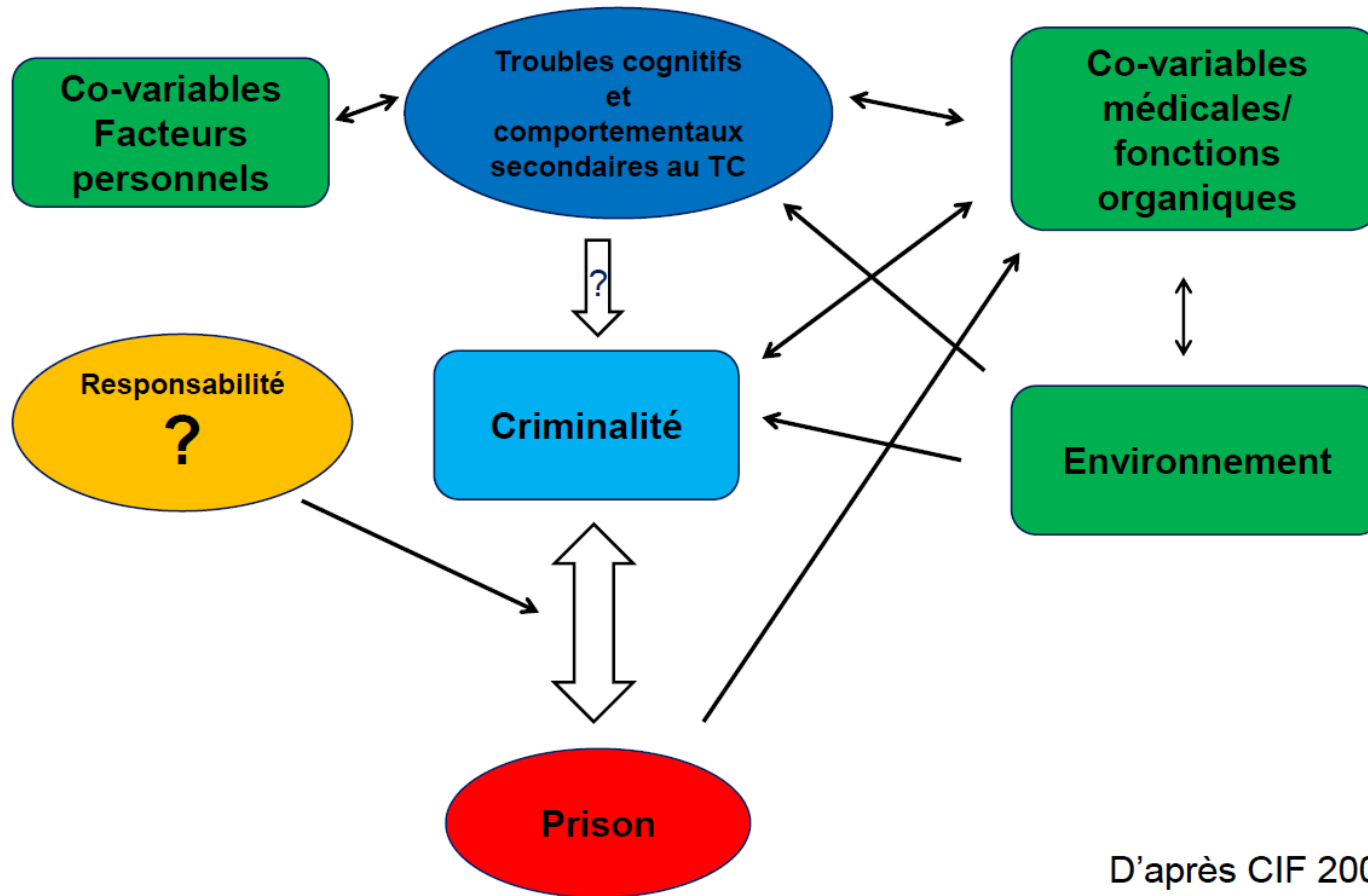 Troubles cognitifs
et
comportementaux
secondaires au TC
Co-variables
Facteurs
personnels
Co-variables
médicales/
fonctions
organiques
?
Responsabilité
?
Criminalité
Environnement
Prison
D'après CIF 200